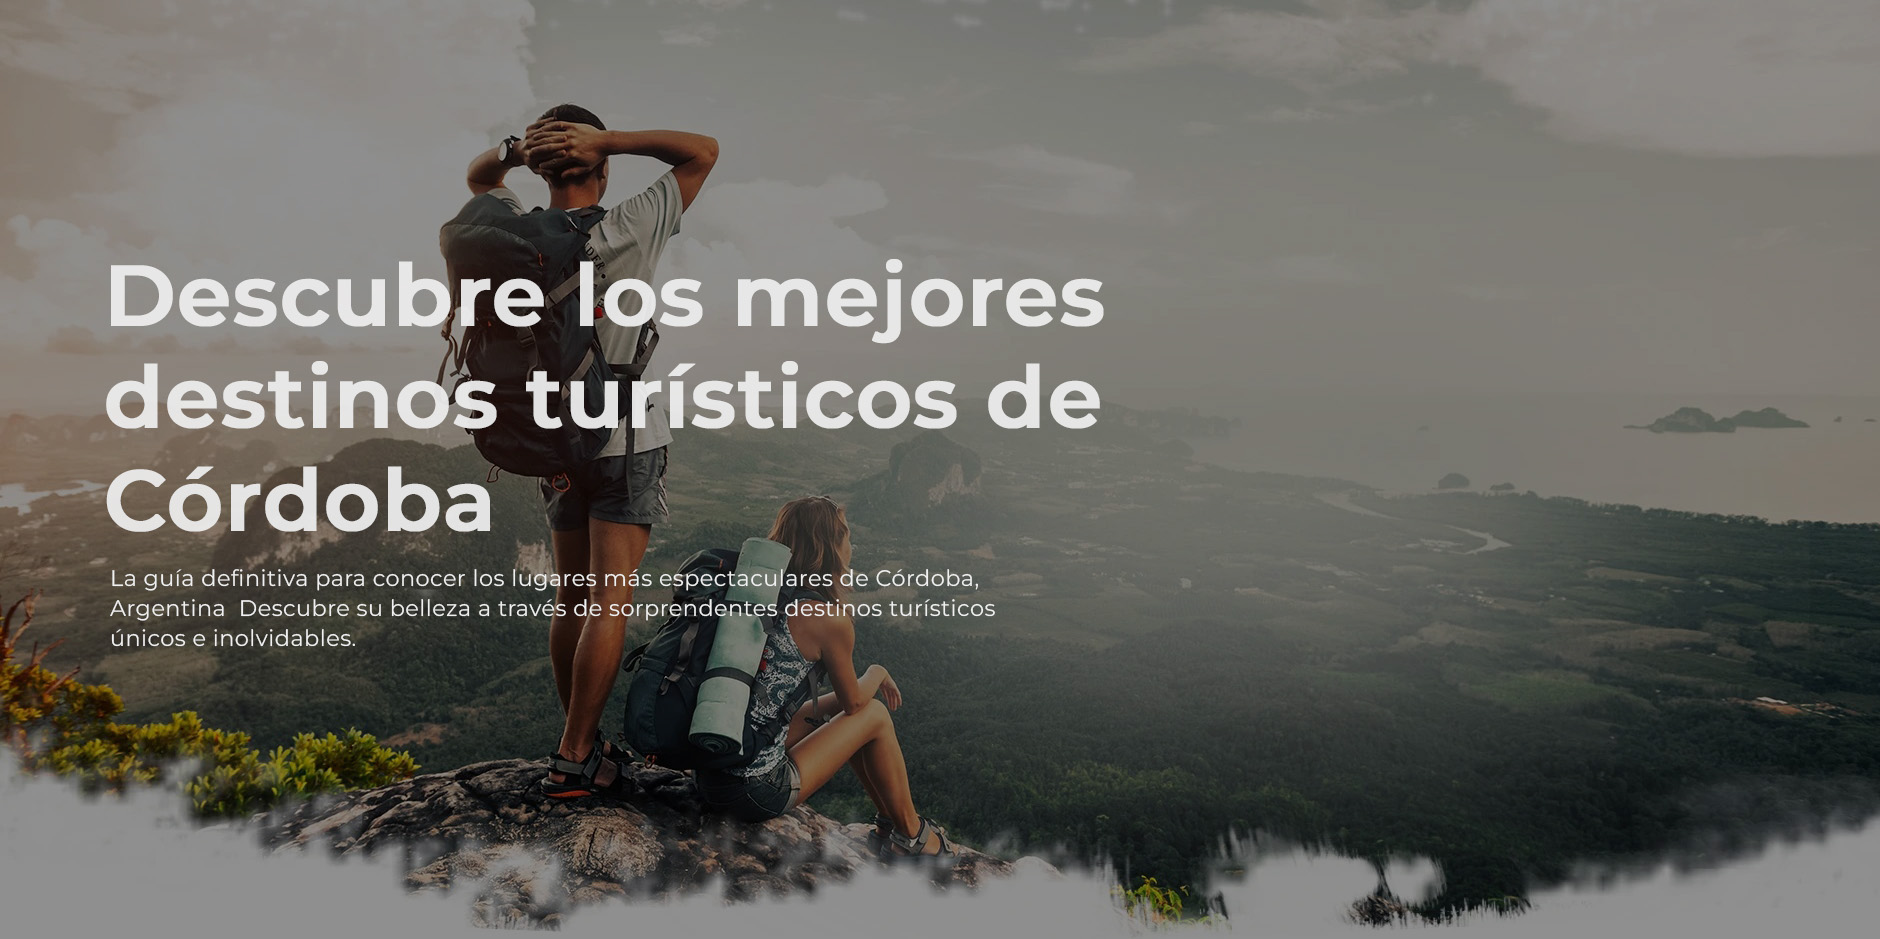 Descubre los mejores
destinos turísticos de
Córdoba
La guía definitiva para conocer los lugares más espectaculares de Córdoba,
Argentina  Descubre su belleza a través de sorprendentes destinos turísticos
únicos e inolvidables.